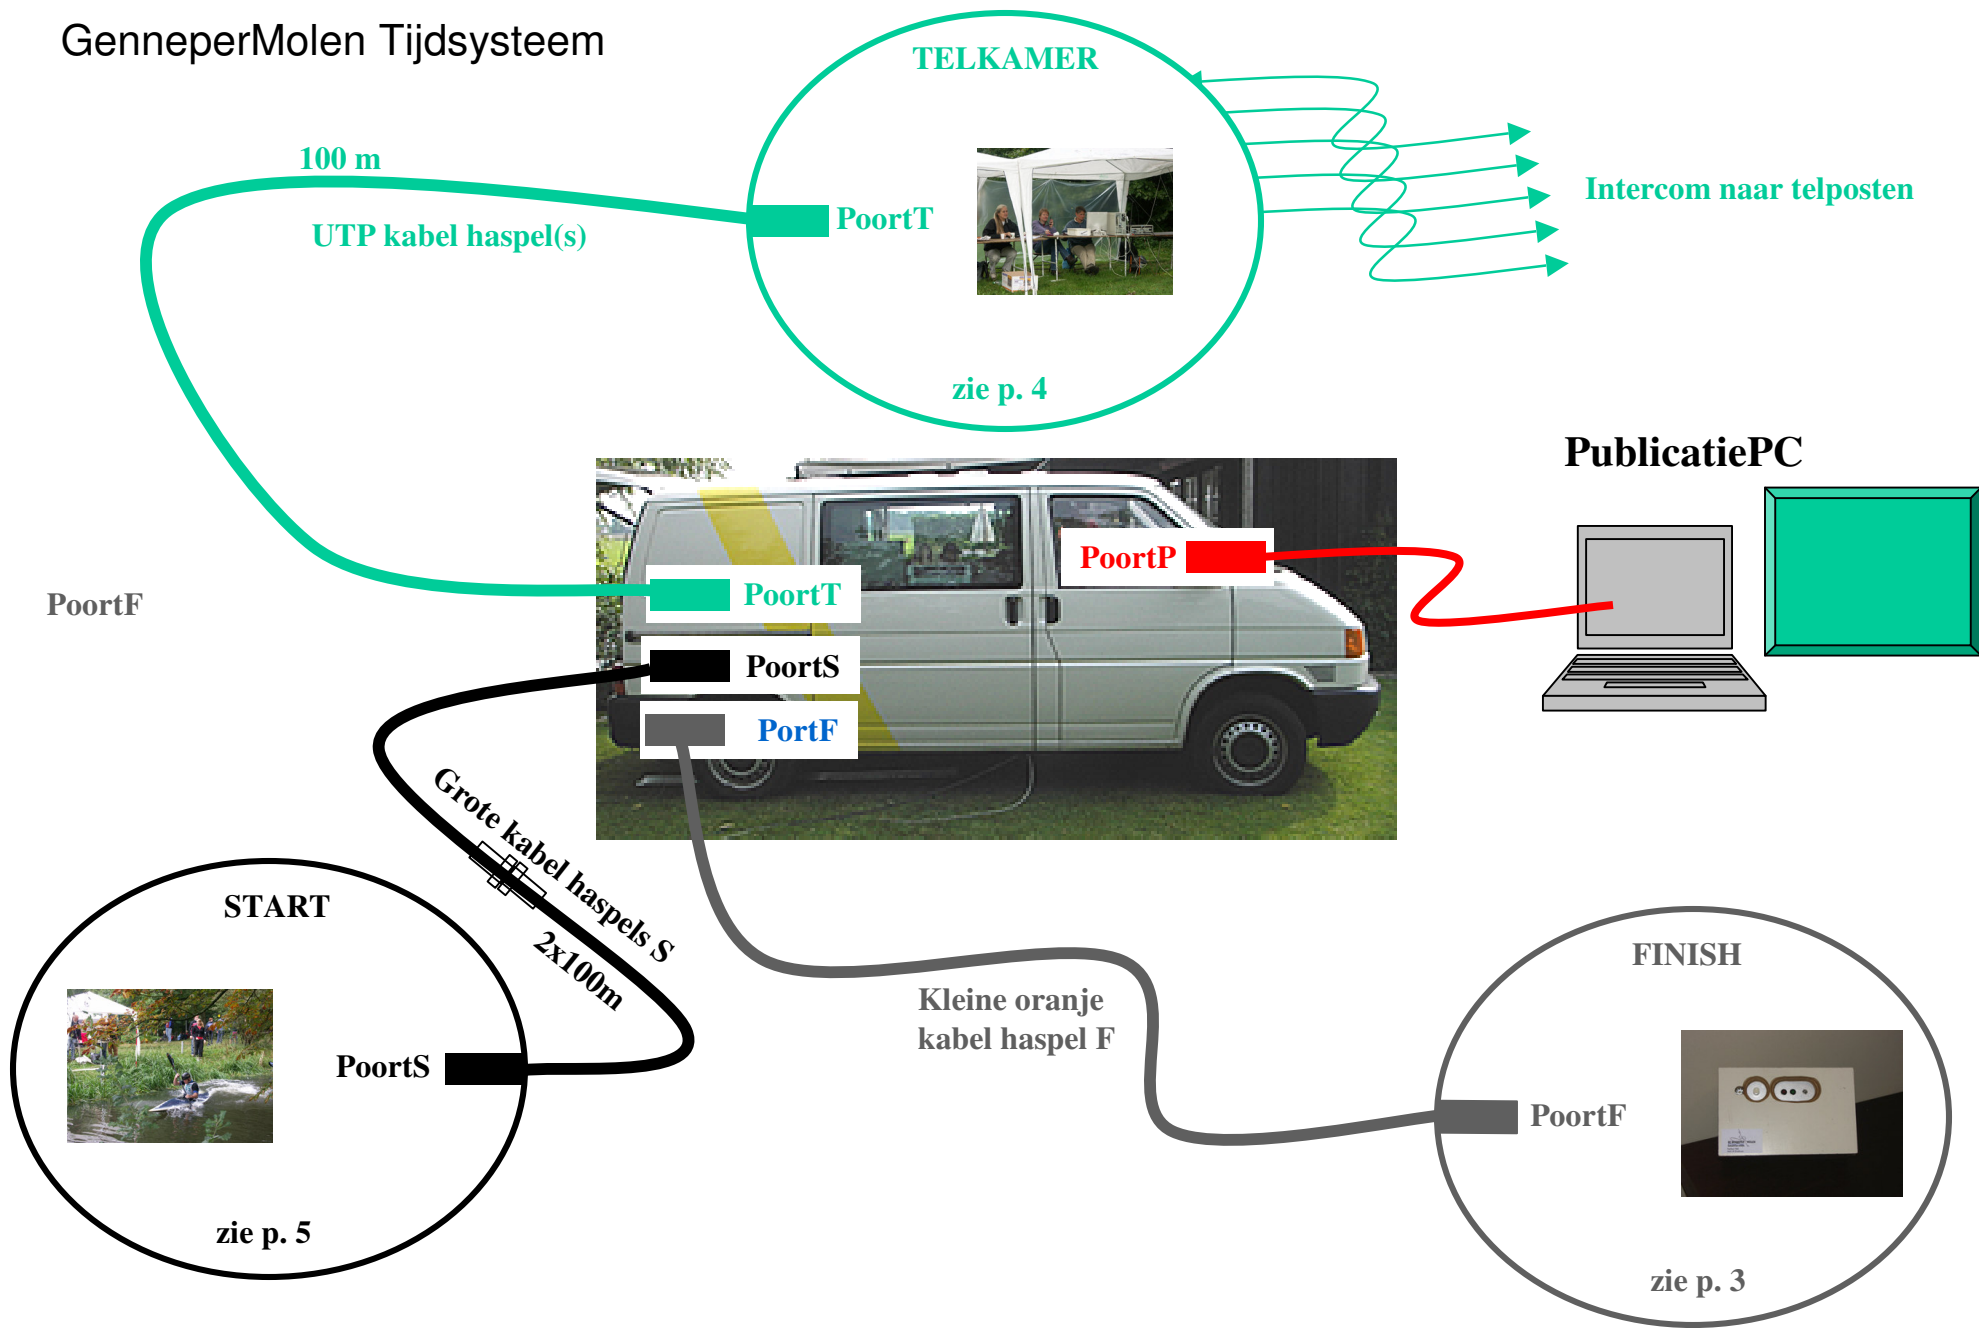 GenneperMolen Tijdsysteem
TELKAMER
100 m
UTP kabel haspel(s)
PoortT
Intercom naar telposten
zie p. 4
PublicatiePC
PoortP
PoortT
PoortF
PoortS
PortF
Grote kabel haspels S
2x100m
START
PoortS
zie p. 5
Kleine oranje
kabel haspel F
FINISH
PoortF
zie p. 3